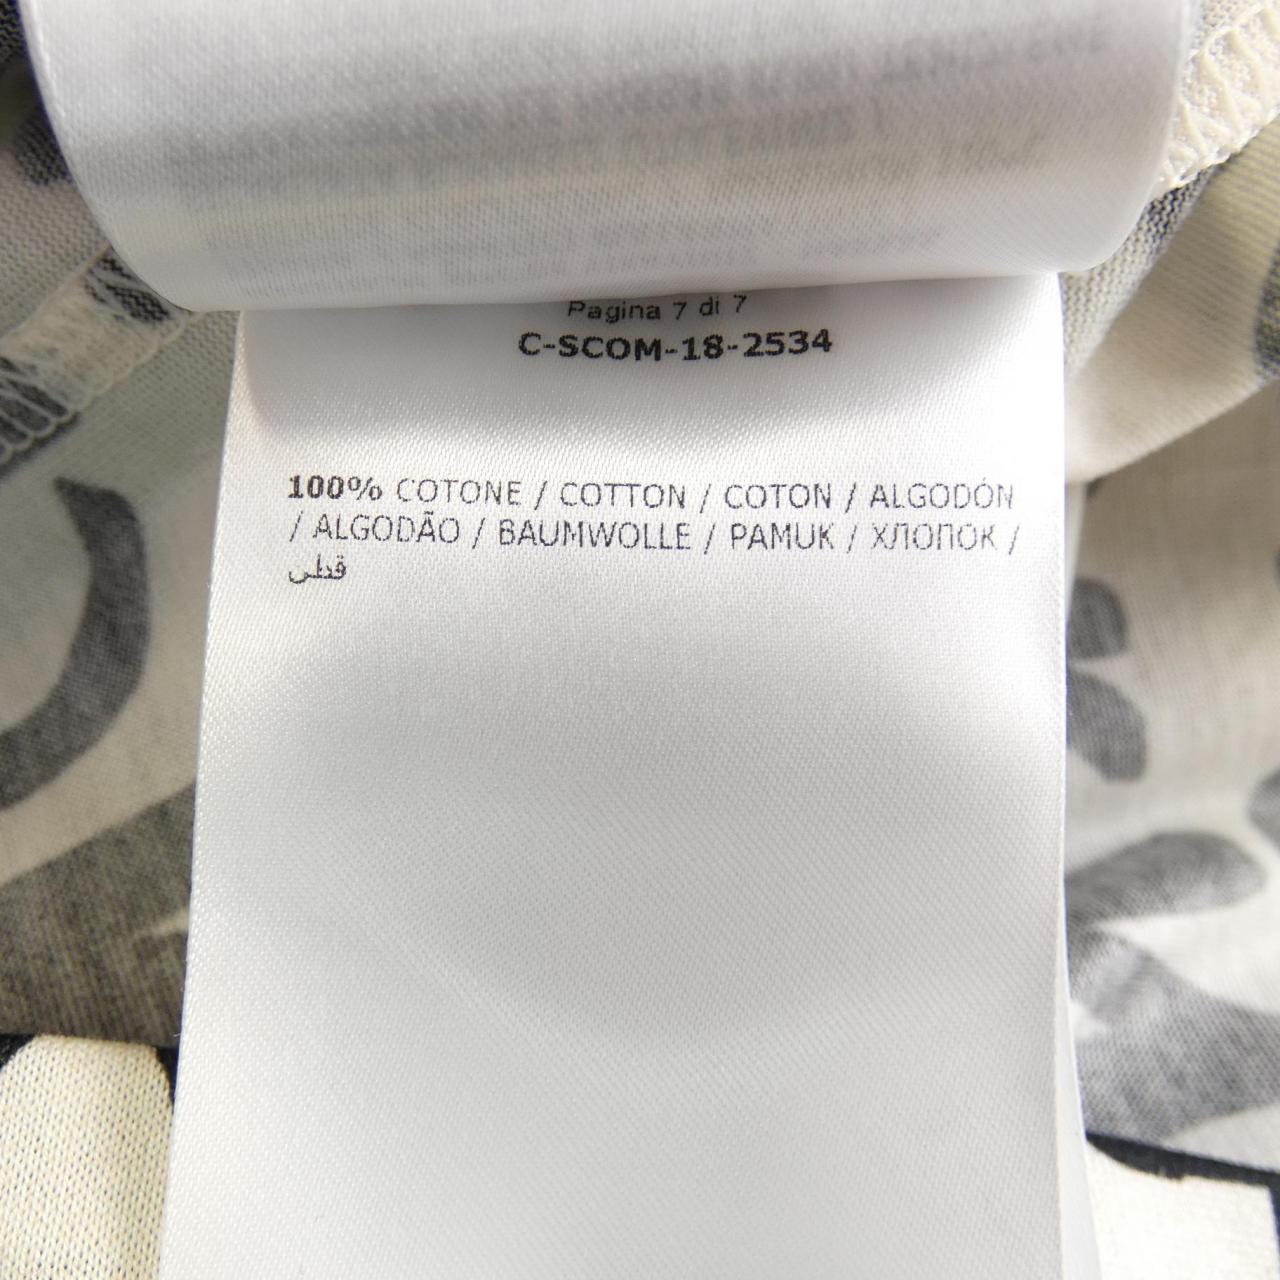 Pagina 7 di 7
C-SCOM-18-2534
100% COTONE / COTTON / COTON / ALGODÓN
/ ALGODÃO / BAUMWOLLE / PAMUK / ХЛОПОК /
قطن